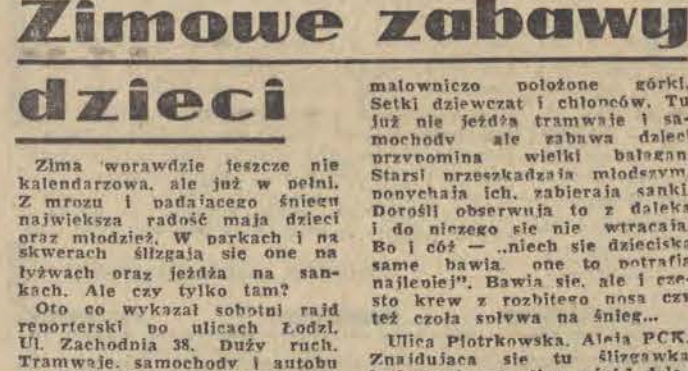 Zimowe zabawy
dzieci
Zima wprawdzie jeszcze nie
kalendarzowa, ale już w pełni.
Z mrozu i padającego śniegu
największa radość mają dzieci
oraz młodzież. W parkach i na
skwerach ślizgają się one na
łyżwach oraz jeżdżą na san-
kach. Ale czy tylko tam?
Oto co wykazał sobotni rajd
reporterski po ulicach Łodzi.
Ul. Zachodnia 38. Duży ruch.
Tramwaje, samochody i autobu
malowniczo położone górki.
Setki dziewcząt i chłopców. Tu
już nie jeżdżą tramwaje i sa-
mochody ale zabawa dzieci
przypomina wielki bałagan.
Starsi przeszkadzają młodszym,
popychają ich, zabierają sanki.
Dorośli obserwują to z daleka
i do niczego się nie wtrącają.
Bo i cóż — „niech się dzieciska
same bawią, one to potrafią
najlepiej". Bawią się, ale i czę-
sto krew z rozbitego nosa czy
też czoła spływa na śnieg...
Ulica Piotrkowska, Aleja PCK.
Znajdująca się tu ślizgawka